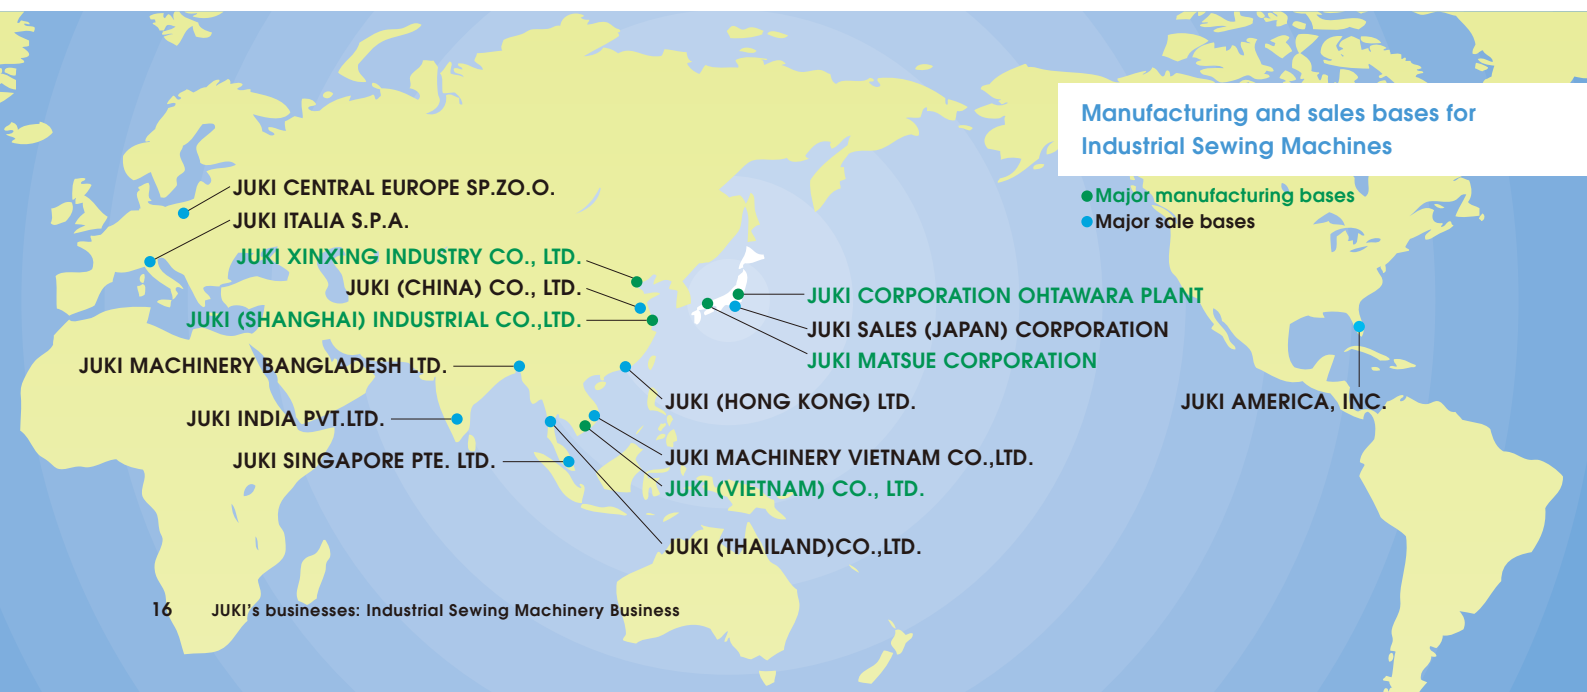 Manufacturing and sales bases for
Industrial Sewing Machines
Major manufacturing bases
Major sale bases
JUKI CENTRAL EUROPE SP.ZO.O.
JUKI ITALIA S.P.A.
JUKI XINXING INDUSTRY CO., LTD.
JUKI (CHINA) CO., LTD.
JUKI (SHANGHAI) INDUSTRIAL CO.,LTD.
JUKI MACHINERY BANGLADESH LTD.
JUKI INDIA PVT.LTD.
JUKI SINGAPORE PTE. LTD.
JUKI CORPORATION OHTAWARA PLANT
JUKI SALES (JAPAN) CORPORATION
JUKI MATSUE CORPORATION
JUKI (HONG KONG) LTD.
JUKI MACHINERY VIETNAM CO.,LTD.
JUKI (VIETNAM) CO., LTD.
JUKI (THAILAND)CO.,LTD.
JUKI AMERICA, INC.
16 JUKI's businesses: Industrial Sewing Machinery Business